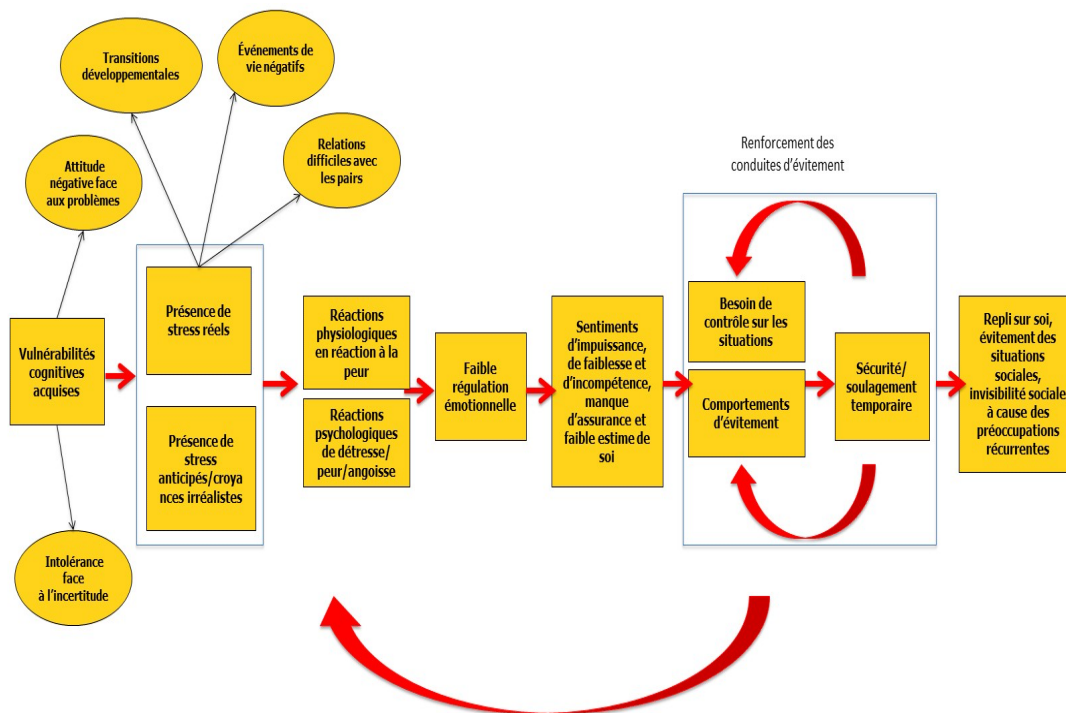 Transitions
développementales
Événements de
vie négatifs
Relations
difficiles avec
les pairs
Attitude
négative face
aux problèmes
Renforcement des
conduites d'évitement
Vulnérabilités
cognitives
acquises
Présence de
stress réels
Présence de
stress
anticipés/croya
nces irréalistes
Réactions
physiologiques
en réaction à la
peur
Réactions
psychologiques
de détresse/
peur/angoisse
Faible
régulation
émotionnelle
Sentiments
d'impuissance,
de faiblesse et
d'incompétence,
manque
d'assurance et
faible estime de
soi
Besoin de
contrôle sur les
situations
Comportements
d'évitement
Sécurité/
soulagement
temporaire
Repli sur soi,
évitement des
situations
sociales,
invisibilité sociale
à cause des
préoccupations
récurrentes
Intolérance
face
à l'incertitude